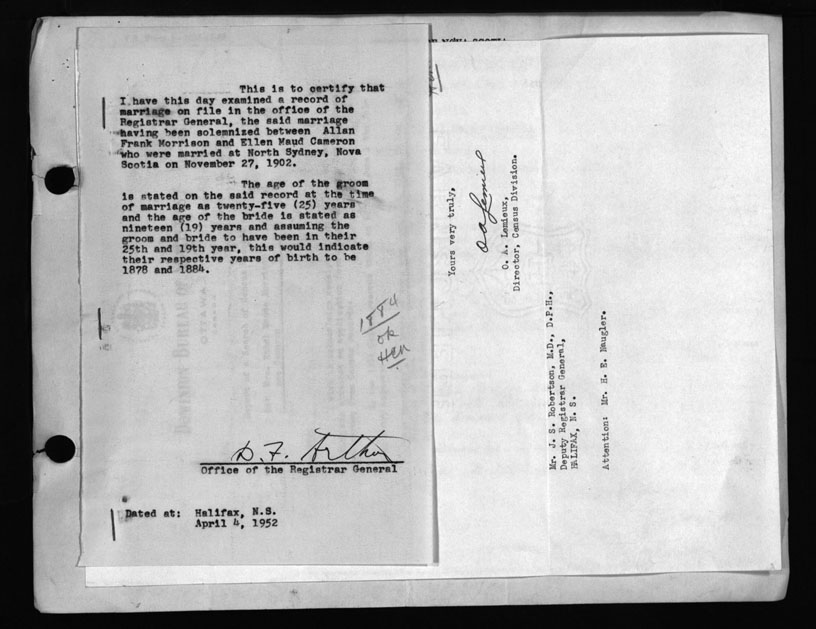 This is to certify that
I have this day examined a record of
marriage on file in the office of the
Registrar General, the said marriage
having been solemnized between Allan
Frank Morrison and Ellen Maud Cameron
who were married at North Sydney, Nova
Scotia on November 27, 1902.
The age of the groom
is stated on the said record at the time
of marriage as twenty-five (25) years
and the age of the bride is stated as
nineteen (19) years and assuming the
groom and bride to have been in their
25th and 19th year, this would indicate
their respective years of birth to be
1878 and 1884.
1884
ok
HEN
D. F. Arthur
Office of the Registrar General
Dated at: Halifax, N.S.
April 4, 1952
NOVA SCOTIA
Yours very truly,
O A Lemieux
O. A. Lemieux,
Director, Census Division.
Mr. J. S. Robertson, M.D., D.P.H.,
Deputy Registrar General,
HALIFAX, N. S.
Attention: Mr. H. E. Naugler.